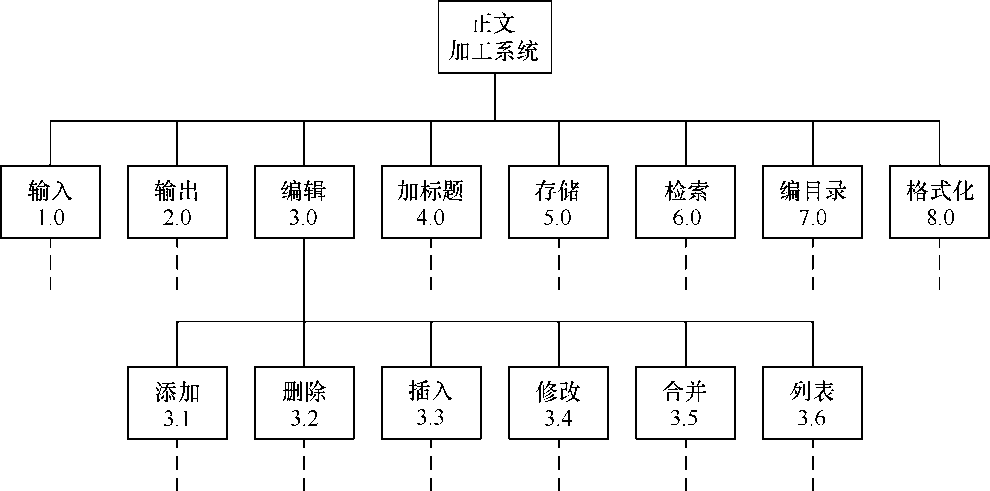 正文
加工系统
输入
1.0
输出
2.0
编辑
3.0
加标题
4.0
存储
5.0
检索
6.0
编目录
7.0
格式化
8.0
添加
3.1
删除
3.2
插入
3.3
修改
3.4
合并
3.5
列表
3.6